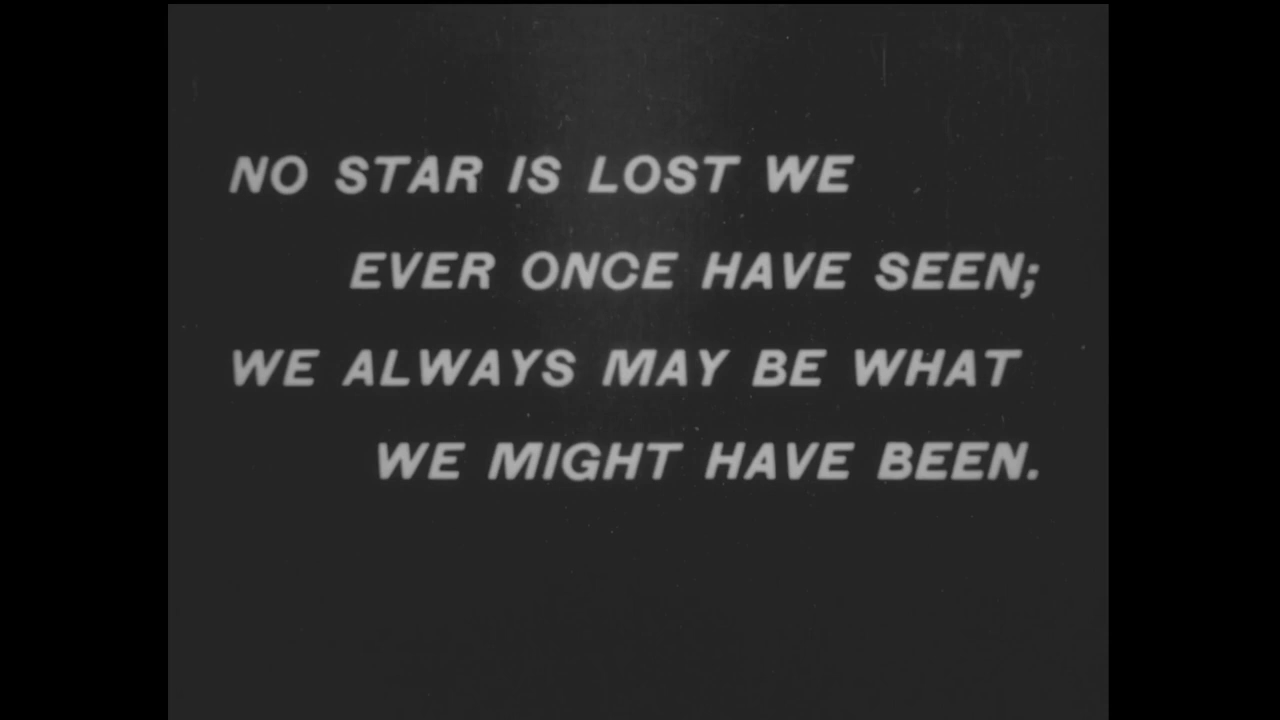 NO STAR IS LOST WE
EVER ONCE HAVE SEEN;
WE ALWAYS MAY BE WHAT
WE MIGHT HAVE BEEN.